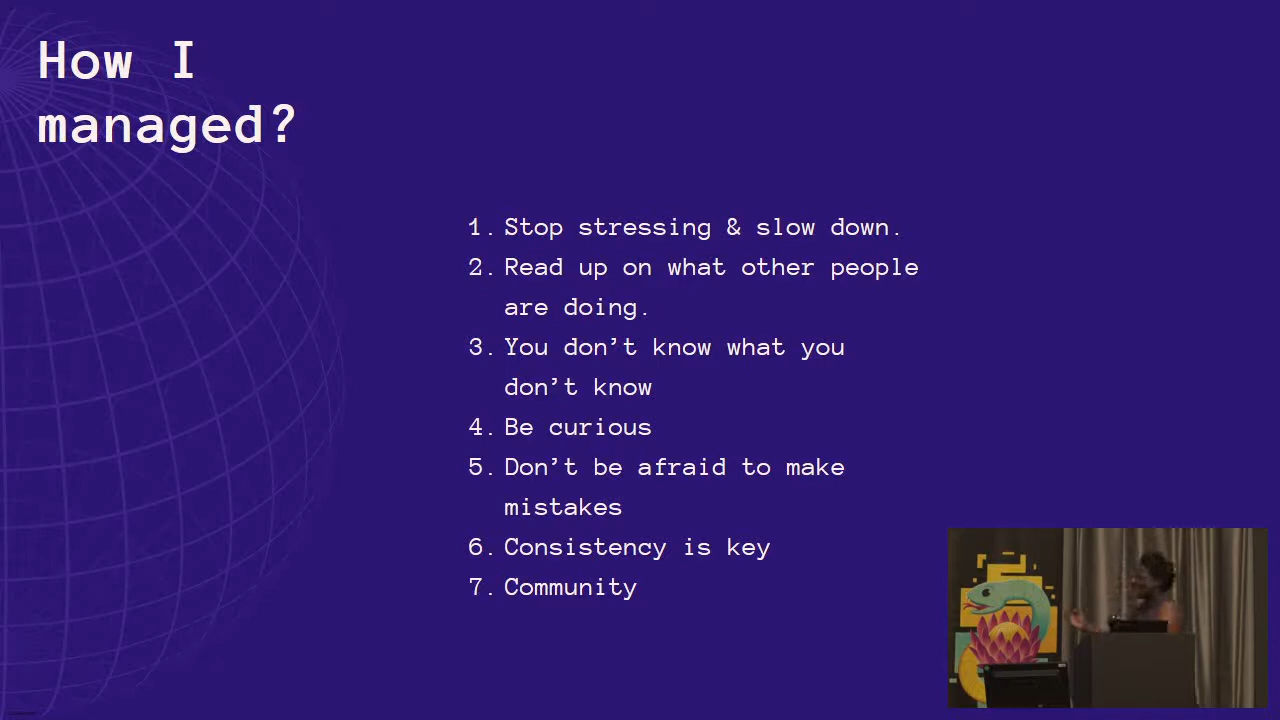 How I
managed?
1. Stop stressing & slow down.
2. Read up on what other people
are doing.
3. You don’t know what you
don’t know
4. Be curious
5. Don’t be afraid to make
mistakes
6. Consistency is key
7. Community